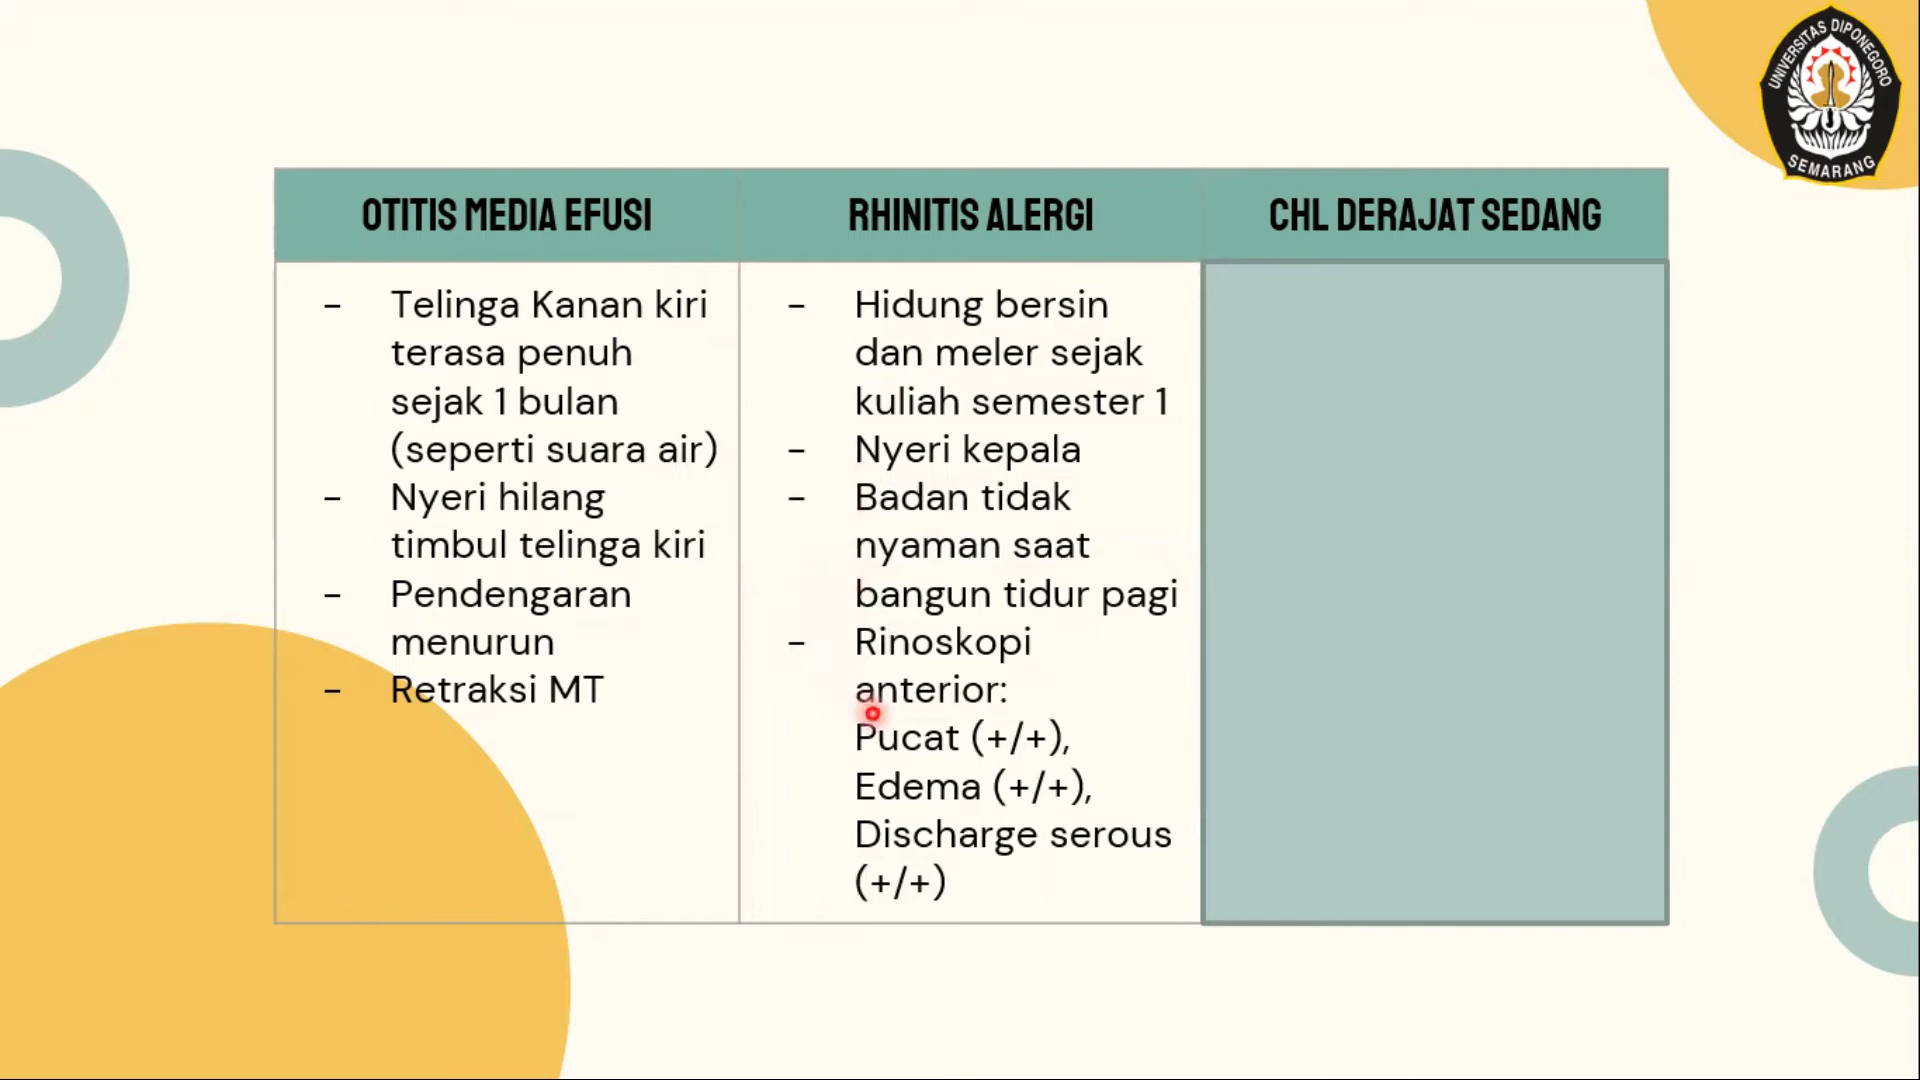 UNIVERSITAS DIPONEGORO
SEMARANG
OTITIS MEDIA EFUSI
RHINITIS ALERGI
CHL DERAJAT SEDANG
- Telinga Kanan kiri
terasa penuh
sejak 1 bulan
(seperti suara air)
- Nyeri hilang
timbul telinga kiri
- Pendengaran
menurun
- Retraksi MT
- Hidung bersin
dan meler sejak
kuliah semester 1
- Nyeri kepala
- Badan tidak
nyaman saat
bangun tidur pagi
- Rinoskopi
anterior:
Pucat (+/+),
Edema (+/+),
Discharge serous
(+/+)